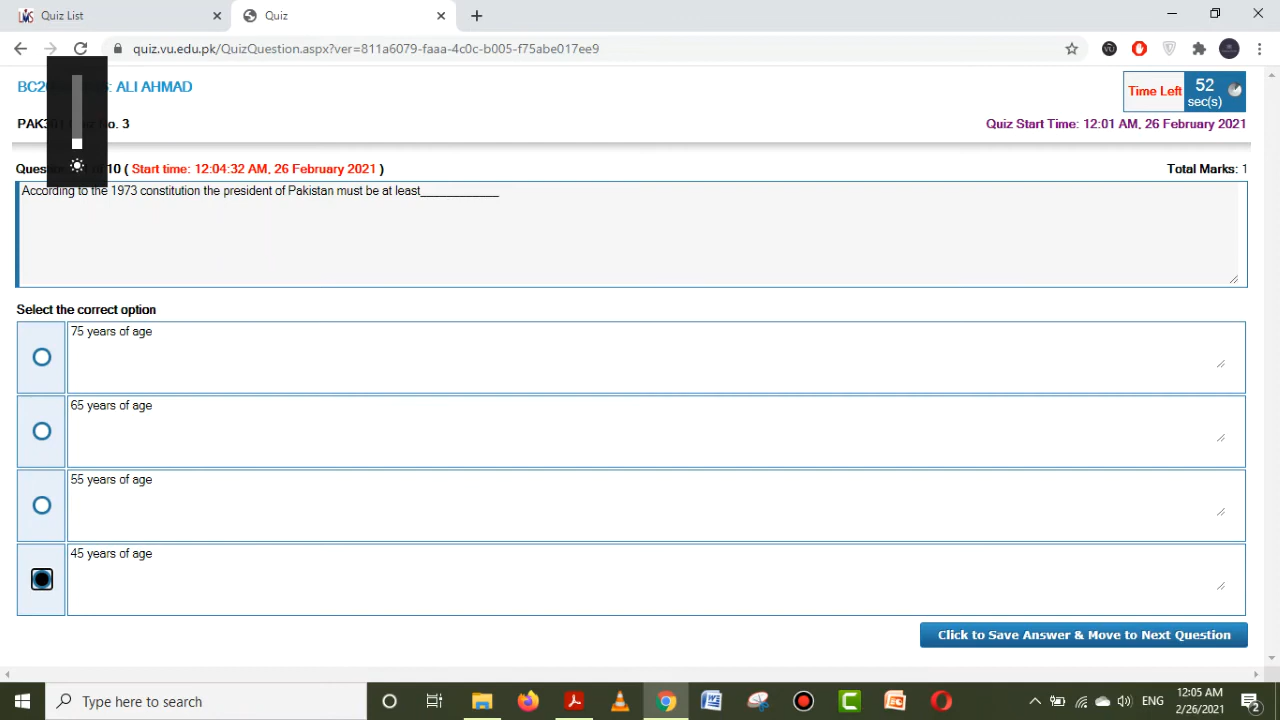 Quiz List
Quiz
quiz.vu.edu.pk/QuizQuestion.aspx?ver=811a6079-faaa-4c0c-b005-f75abe017ee9
ALI AHMAD
Time Left 52 sec(s)
No. 3
Quiz Start Time: 12:01 AM, 26 February 2021
10 ( Start time: 12:04:32 AM, 26 February 2021 )
Total Marks: 1
According to the 1973 constitution the president of Pakistan must be at least____________
Select the correct option
75 years of age
65 years of age
55 years of age
45 years of age
Click to Save Answer & Move to Next Question
Type here to search
ENG
12:05 AM
2/26/2021
2